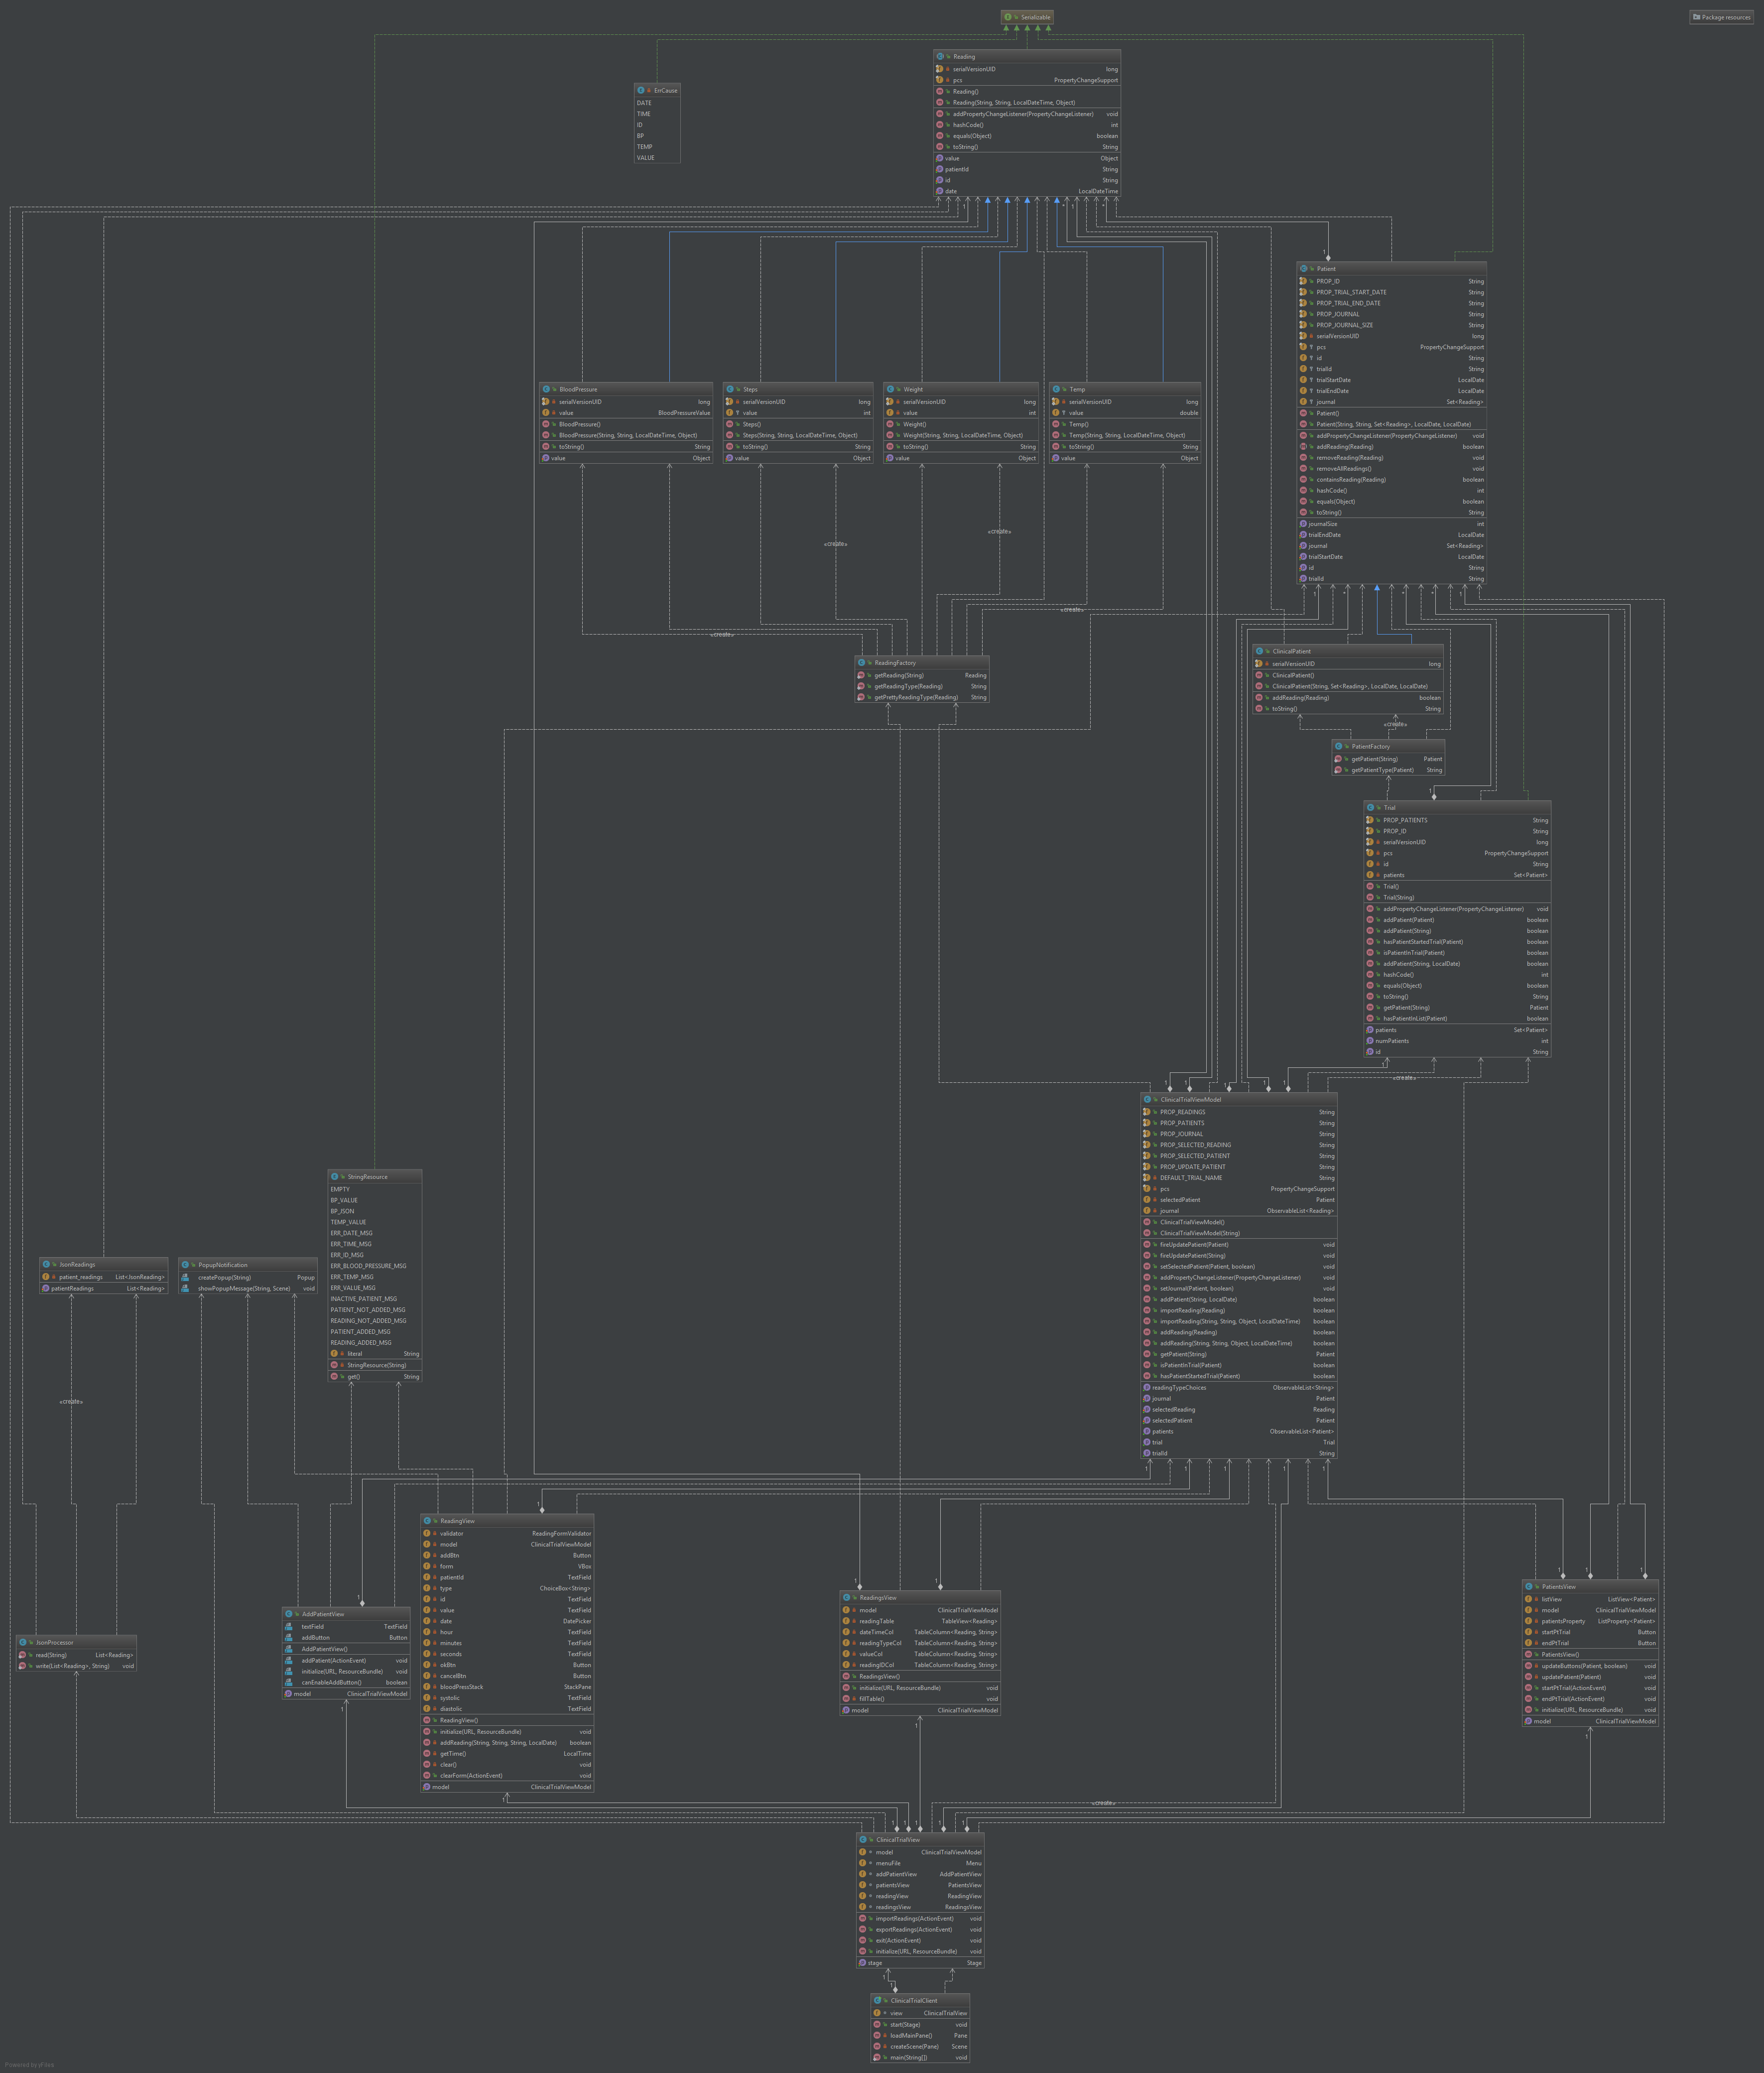 Serializable
Package resources
Reading
serialVersionUID long
pcs PropertyChangeSupport
Reading()
Reading(String, String, LocalDateTime, Object)
addPropertyChangeListener(PropertyChangeListener) void
hashCode() int
equals(Object) boolean
toString() String
value Object
patientId String
id String
date LocalDateTime
ErrCause
DATE
TIME
ID
BP
TEMP
VALUE
1
1
*
1
*
1
Patient
PROP_ID String
PROP_TRIAL_START_DATE String
PROP_TRIAL_END_DATE String
PROP_JOURNAL String
PROP_JOURNAL_SIZE String
serialVersionUID long
pcs PropertyChangeSupport
id String
trialId String
trialStartDate LocalDate
trialEndDate LocalDate
journal Set<Reading>
Patient()
Patient(String, String, Set<Reading>, LocalDate, LocalDate)
addPropertyChangeListener(PropertyChangeListener) void
addReading(Reading) boolean
removeReading(Reading) void
removeAllReadings() void
containsReading(Reading) boolean
hashCode() int
equals(Object) boolean
toString() String
journalSize int
trialEndDate LocalDate
journal Set<Reading>
trialStartDate LocalDate
id String
trialId String
BloodPressure
serialVersionUID long
value BloodPressureValue
BloodPressure()
BloodPressure(String, String, LocalDateTime, Object)
toString() String
value Object
Steps
serialVersionUID long
value int
Steps()
Steps(String, String, LocalDateTime, Object)
toString() String
value Object
Weight
serialVersionUID long
value int
Weight()
Weight(String, String, LocalDateTime, Object)
toString() String
value Object
Temp
serialVersionUID long
value double
Temp()
Temp(String, String, LocalDateTime, Object)
toString() String
value Object
«create»
«create»
«create»
«create»
ReadingFactory
getReading(String) Reading
getReadingType(Reading) String
getPrettyReadingType(Reading) String
ClinicalPatient
serialVersionUID long
ClinicalPatient()
ClinicalPatient(String, Set<Reading>, LocalDate, LocalDate)
addReading(Reading) boolean
toString() String
«create»
PatientFactory
getPatient(String) Patient
getPatientType(Patient) String
Trial
PROP_PATIENTS String
PROP_ID String
serialVersionUID long
pcs PropertyChangeSupport
id String
patients Set<Patient>
Trial()
Trial(String)
addPropertyChangeListener(PropertyChangeListener) void
addPatient(Patient) boolean
addPatient(String) boolean
hasPatientStartedTrial(Patient) boolean
isPatientInTrial(Patient) boolean
addPatient(String, LocalDate) boolean
hashCode() int
equals(Object) boolean
toString() String
getPatient(String) Patient
hasPatientInList(Patient) boolean
patients Set<Patient>
numPatients int
id String
«create»
ClinicalTrialViewModel
PROP_READINGS String
PROP_PATIENTS String
PROP_JOURNAL String
PROP_SELECTED_READING String
PROP_SELECTED_PATIENT String
PROP_UPDATE_PATIENT String
DEFAULT_TRIAL_NAME String
pcs PropertyChangeSupport
selectedPatient Patient
journal ObservableList<Reading>
ClinicalTrialViewModel()
ClinicalTrialViewModel(String)
fireUpdatePatient(Patient) void
fireUpdatePatient(String) void
setSelectedPatient(Patient, boolean) void
addPropertyChangeListener(PropertyChangeListener) void
setJournal(Patient, boolean) void
addPatient(String, LocalDate) boolean
importReading(Reading) boolean
importReading(String, String, Object, LocalDateTime) boolean
addReading(Reading) boolean
addReading(String, String, Object, LocalDateTime) boolean
getPatient(String) Patient
isPatientInTrial(Patient) boolean
hasPatientStartedTrial(Patient) boolean
readingTypeChoices ObservableList<String>
journal Patient
selectedReading Reading
selectedPatient Patient
patients ObservableList<Patient>
trial Trial
trialId String
StringResource
EMPTY
BP_VALUE
BP_JSON
TEMP_VALUE
ERR_DATE_MSG
ERR_TIME_MSG
ERR_ID_MSG
ERR_BLOOD_PRESSURE_MSG
ERR_TEMP_MSG
ERR_VALUE_MSG
INACTIVE_PATIENT_MSG
PATIENT_NOT_ADDED_MSG
READING_NOT_ADDED_MSG
PATIENT_ADDED_MSG
READING_ADDED_MSG
literal String
StringResource(String)
get() String
JsonReadings
patient_readings List<JsonReading>
patientReadings List<Reading>
PopupNotification
createPopup(String) Popup
showPopupMessage(String, Scene) void
«create»
ReadingView
validator ReadingFormValidator
model ClinicalTrialViewModel
addBtn Button
form VBox
patientId TextField
type ChoiceBox<String>
id TextField
value TextField
date DatePicker
hour TextField
minutes TextField
seconds TextField
okBtn Button
cancelBtn Button
bloodPressStack StackPane
systolic TextField
diastolic TextField
ReadingView()
initialize(URL, ResourceBundle) void
addReading(String, String, String, LocalDate) boolean
getTime() LocalTime
clear() void
clearForm(ActionEvent) void
model ClinicalTrialViewModel
AddPatientView
textField TextField
addButton Button
AddPatientView()
addPatient(ActionEvent) void
initialize(URL, ResourceBundle) void
canEnableAddButton() boolean
model ClinicalTrialViewModel
JsonProcessor
read(String) List<Reading>
write(List<Reading>, String) void
ReadingsView
model ClinicalTrialViewModel
readingTable TableView<Reading>
dateTimeCol TableColumn<Reading, String>
readingTypeCol TableColumn<Reading, String>
valueCol TableColumn<Reading, String>
readingIDCol TableColumn<Reading, String>
ReadingsView()
initialize(URL, ResourceBundle) void
fillTable() void
model ClinicalTrialViewModel
PatientsView
listView ListView<Patient>
model ClinicalTrialViewModel
patientsProperty ListProperty<Patient>
startPtTrial Button
endPtTrial Button
PatientsView()
updateButtons(Patient, boolean) void
updatePatient(Patient) void
startPtTrial(ActionEvent) void
endPtTrial(ActionEvent) void
initialize(URL, ResourceBundle) void
model ClinicalTrialViewModel
«create»
ClinicalTrialView
model ClinicalTrialViewModel
menuFile Menu
addPatientView AddPatientView
patientsView PatientsView
readingView ReadingView
readingsView ReadingsView
importReadings(ActionEvent) void
exportReadings(ActionEvent) void
exit(ActionEvent) void
initialize(URL, ResourceBundle) void
stage Stage
ClinicalTrialClient
view ClinicalTrialView
start(Stage) void
loadMainPane() Pane
createScene(Pane) Scene
main(String[]) void
Powered by yFiles